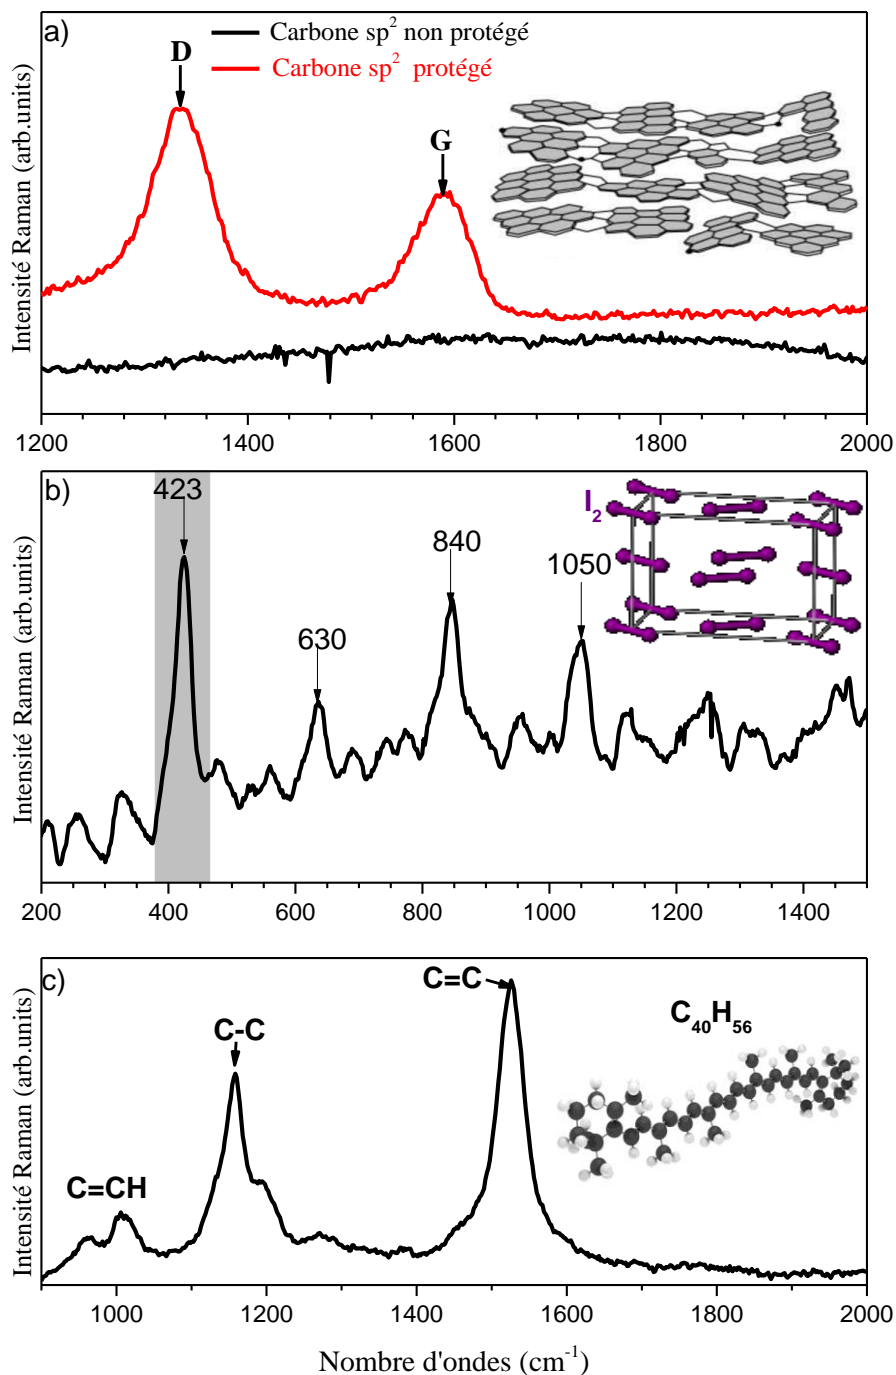 a)
Carbone sp² non protégé
Carbone sp² protégé
D
G
Intensité Raman (arb.units)
1200 1400 1600 1800 2000
b)
423
630
840
1050
I₂
Intensité Raman (arb.units)
200 400 600 800 1000 1200 1400
c)
C=C
C-C
C=CH
C₄₀H₅₆
Intensité Raman (arb.units)
1000 1200 1400 1600 1800 2000
Nombre d'ondes (cm⁻¹)